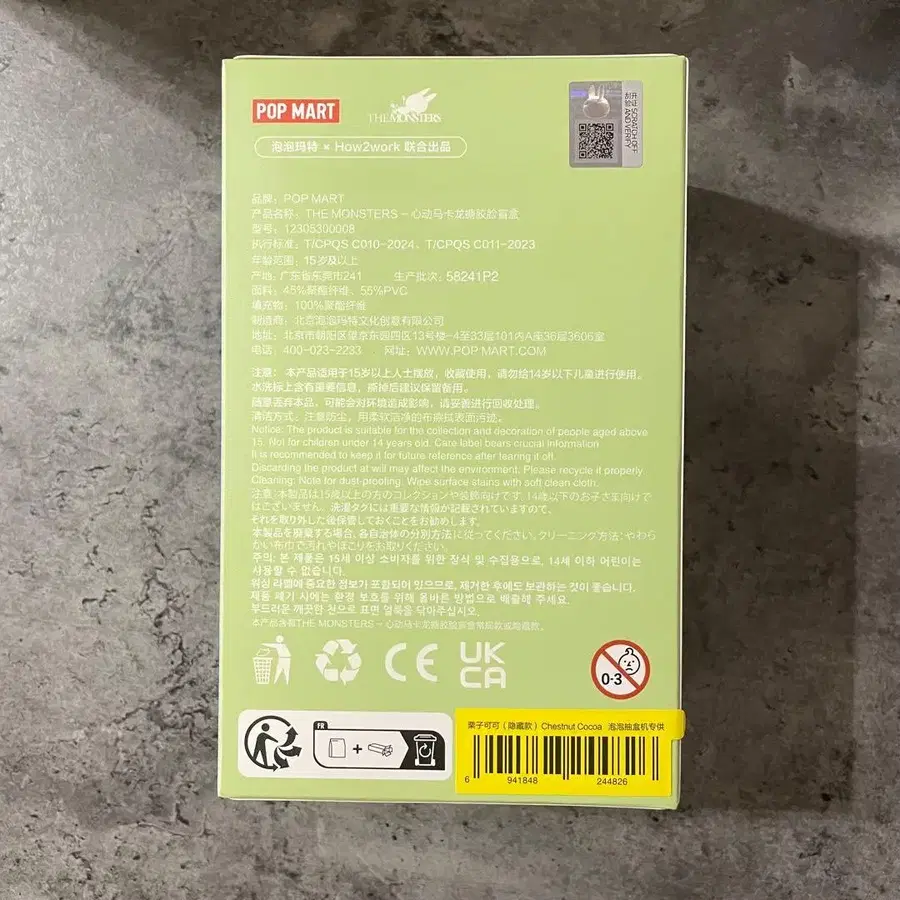 POP MART
THE MONSTERS
泡泡玛特 × How2work 联合出品
刮开验证 SCRATCH OFF AND VERIFY
品牌：POP MART
产品名称：THE MONSTERS－心动马卡龙搪胶脸盲盒
型号：12305300008
执行标准：T/CPQS C010-2024、T/CPQS C011-2023
年龄范围：15岁及以上
产地：广东省东莞市241 生产批次：58241P2
面料：45%聚酯纤维、55%PVC
填充物：100%聚酯纤维
制造商：北京泡泡玛特文化创意有限公司
地址：北京市朝阳区望京东园四区13号楼-4至33层101内A座36层3606室
电话：400-023-2233 网址：WWW.POPMART.COM
注意：本产品适用于15岁以上人士摆放，收藏使用，请勿给14岁以下儿童进行使用。
水洗标上含有重要信息，撕掉后建议保留备用。
随意丢弃本品，可能会对环境造成影响，请妥善进行回收处理。
清洁方式：注意防尘，用柔软洁净的布擦拭表面污迹。
Notice: The product is suitable for the collection and decoration of people aged above
15. Not for children under 14 years old. Care label bears crucial information.
It is recommended to keep it for future reference after tearing it off.
Discarding the product at will may affect the environment. Please recycle it properly
Cleaning: Note for dust-proofing. Wipe surface stains with soft clean cloth.
注意：本製品は15歳以上の方のコレクションや装飾向けです。14歳以下のお子さま向けで
はございません。洗濯タグには重要な情報が記載されていますので、
それを取り外した後保管しておくことをお勧めします。
本製品を廃棄する場合、各自治体の分別方法に従ってください。クリーニング方法：やわら
かい布巾で汚れやほこりをお取りください。
주의: 본 제품은 15세 이상 소비자를 위한 장식 및 수집용으로, 14세 이하 어린이는
사용할 수 없습니다.
워싱 라벨에 중요한 정보가 포함되어 있으므로, 제거한 후에도 보관하는 것이 좋습니다.
제품 폐기 시에는 환경 보호를 위해 올바른 방법으로 배출해 주세요.
부드러운 깨끗한 천으로 표면 얼룩을 닦아주십시오.
*产品含有THE MONSTERS－心动马卡龙搪胶脸盲盒常规款或隐藏款。
CE
UK
CA
0-3
FR
栗子可可（隐藏款）Chestnut Cocoa 泡泡抽盒机专供
6 941848 244826